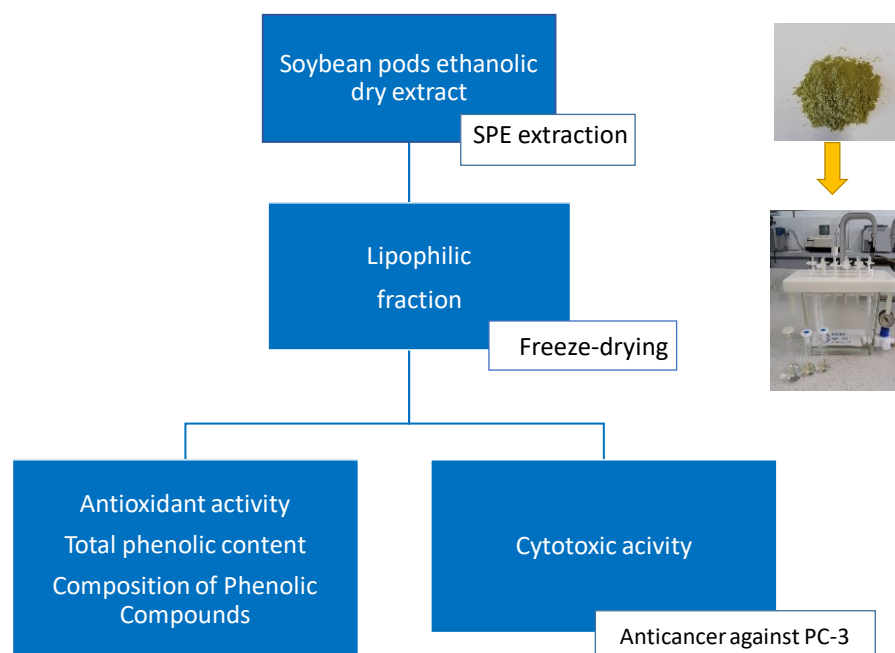 Soybean pods ethanolic
dry extract
SPE extraction
Lipophilic
fraction
Freeze-drying
Antioxidant activity
Total phenolic content
Composition of Phenolic
Compounds
Cytotoxic acivity
Anticancer against PC-3